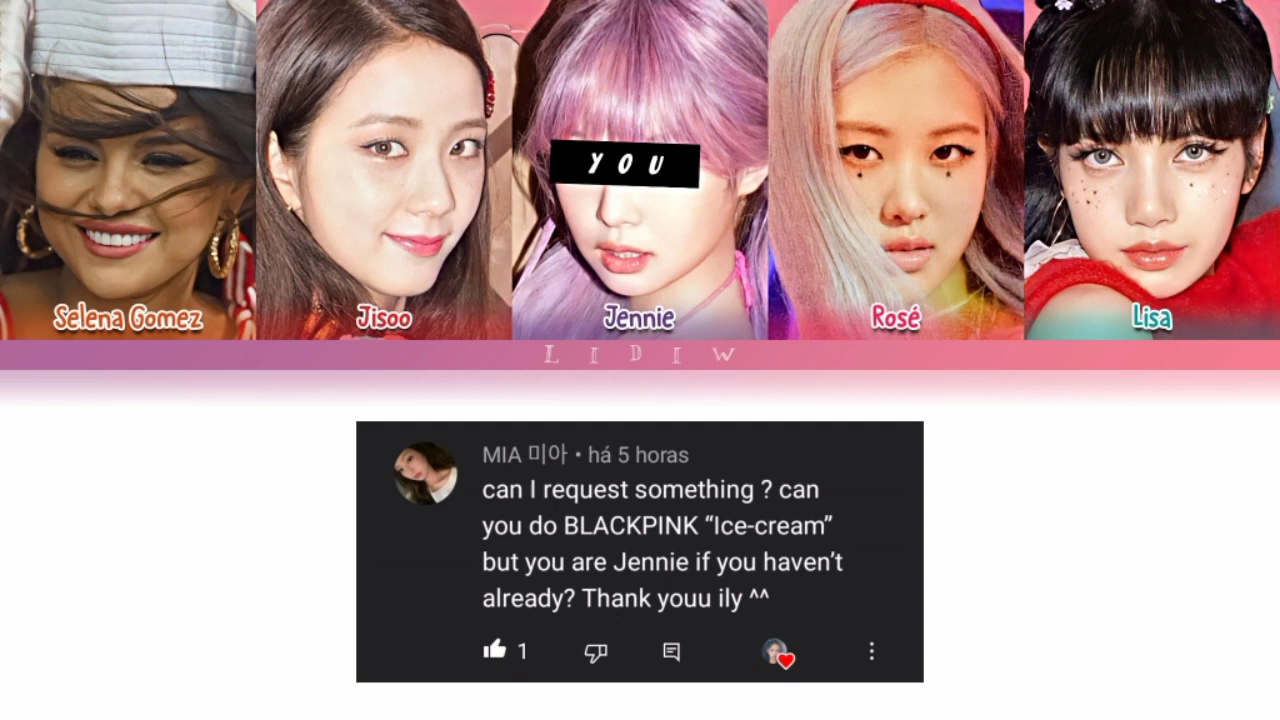 YOU
Selena Gomez
Jisoo
Jennie
Rosé
Lisa
LIDIW
MIA 미아 • há 5 horas
can I request something ? can
you do BLACKPINK “Ice-cream”
but you are Jennie if you haven’t
already? Thank youu ily ^^
1